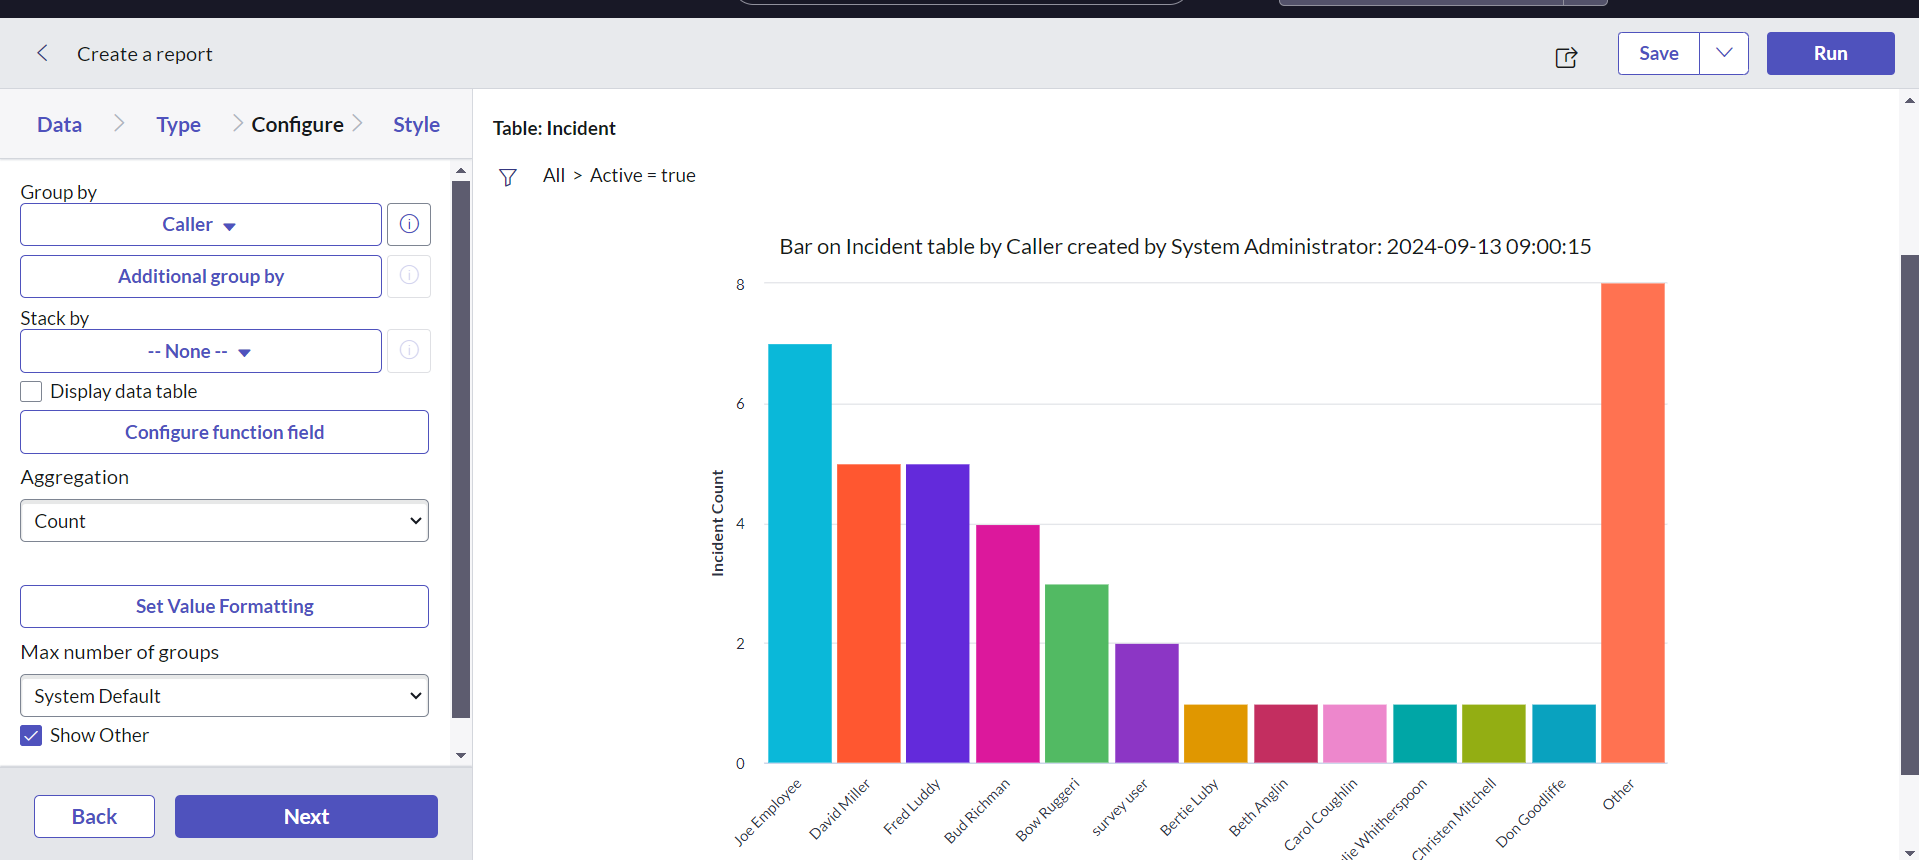 Create a report
Save
Run
Data
Type
Configure
Style
Group by
Caller
Additional group by
Stack by
-- None --
Display data table
Configure function field
Aggregation
Count
Set Value Formatting
Max number of groups
System Default
Show Other
Back
Next
Table: Incident
All > Active = true
Bar on Incident table by Caller created by System Administrator: 2024-09-13 09:00:15
Incident Count
8
6
4
2
0
Joe Employee
David Miller
Fred Luddy
Bud Richman
Bow Ruggeri
survey user
Bertie Luby
Beth Anglin
Carol Coughlin
Whitherspoon
Christen Mitchell
Don Goodliffe
Other